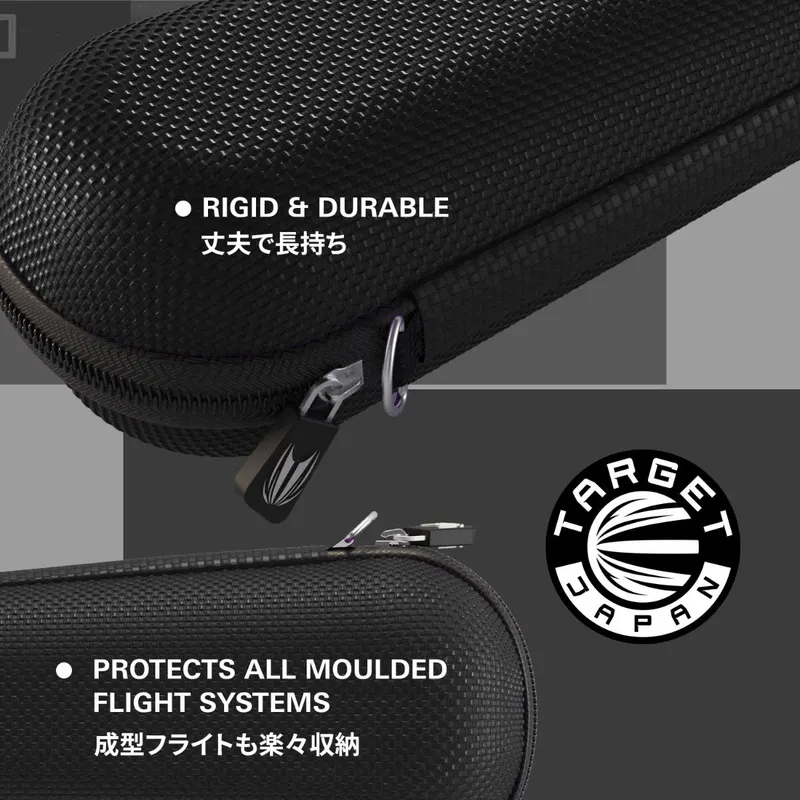 RIGID & DURABLE
丈夫で長持ち
TARGET
JAPAN
PROTECTS ALL MOULDED
FLIGHT SYSTEMS
成型フライトも楽々収納